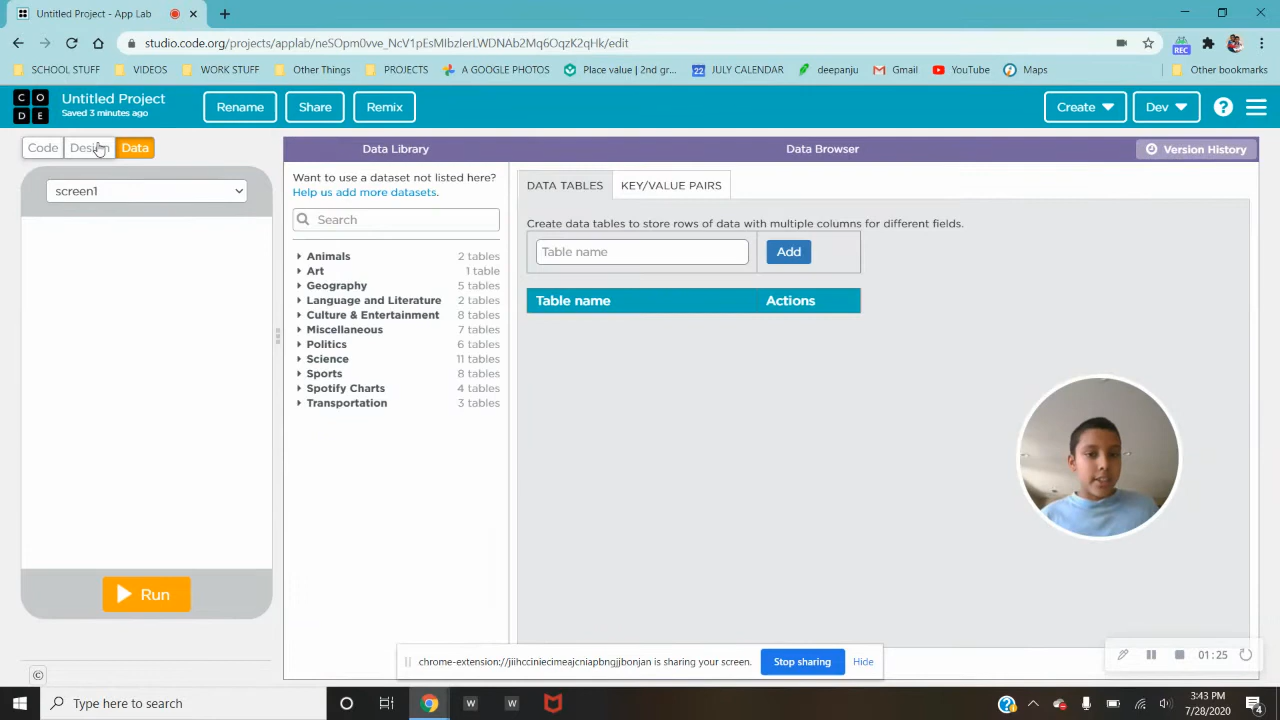 Untitled Project - App Lab
studio.code.org/projects/applab/neSOpm0vve_NcV1pEsMIbzlerLWDNAb2Mq6OqzK2qHk/edit
REC
SCHOOL STUFF
VIDEOS
WORK STUFF
Other Things
PROJECTS
A GOOGLE PHOTOS
Place value | 2nd gr...
22 JULY CALENDAR
deepanju
Gmail
YouTube
Maps
Other bookmarks
CODE
Untitled Project
Saved 3 minutes ago
Rename
Share
Remix
Create
Dev
?
Code
Design
Data
Data Library
Data Browser
Version History
screen1
Want to use a dataset not listed here?
Help us add more datasets.
Search
Animals 2 tables
Art 1 table
Geography 5 tables
Language and Literature 2 tables
Culture & Entertainment 8 tables
Miscellaneous 7 tables
Politics 6 tables
Science 11 tables
Sports 8 tables
Spotify Charts 4 tables
Transportation 3 tables
DATA TABLES
KEY/VALUE PAIRS
Create data tables to store rows of data with multiple columns for different fields.
Table name
Add
Table name
Actions
Run
©
chrome-extension://jiihcciniecimeajcniapbngjjbonjan is sharing your screen.
Stop sharing
Hide
01:25
Type here to search
W
W
?
3:43 PM
7/28/2020
4